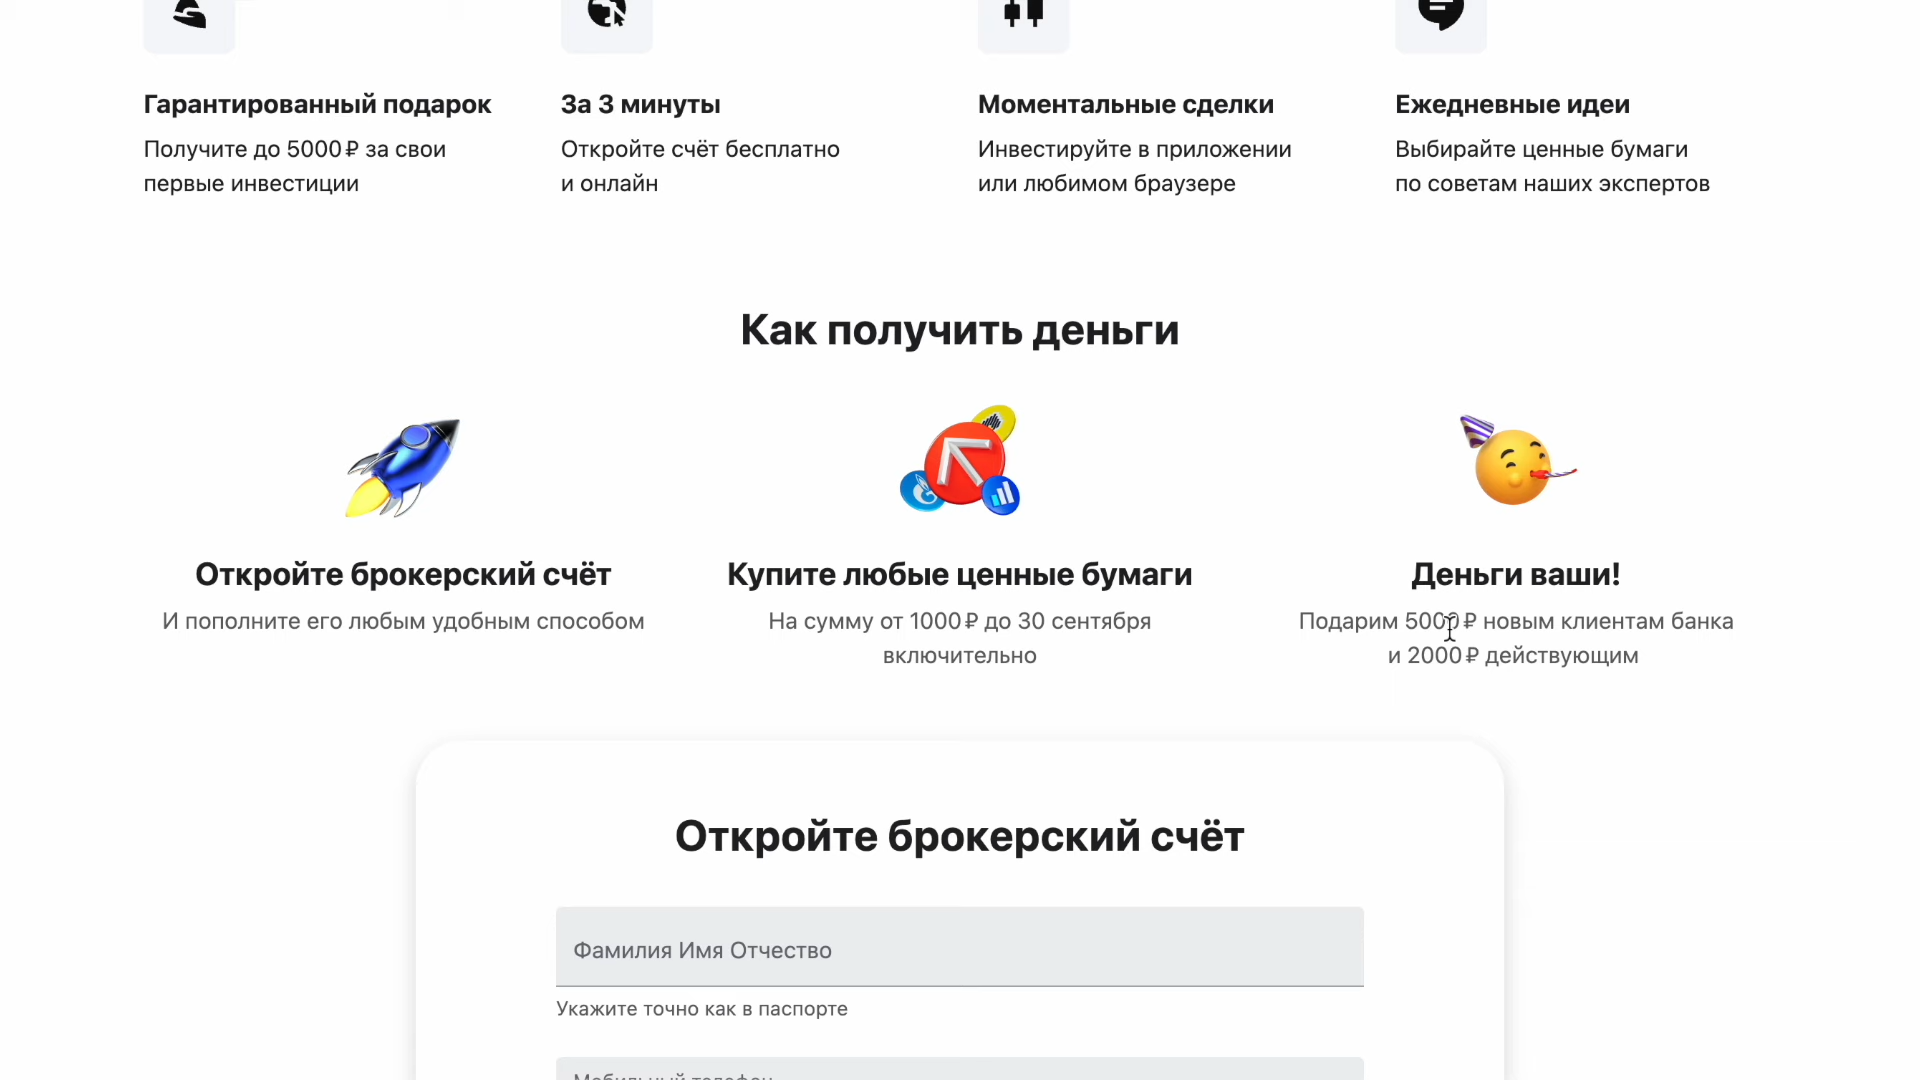 Гарантированный подарок
Получите до 5000 ₽ за свои
первые инвестиции
За 3 минуты
Откройте счёт бесплатно
и онлайн
Моментальные сделки
Инвестируйте в приложении
или любимом браузере
Ежедневные идеи
Выбирайте ценные бумаги
по советам наших экспертов
Как получить деньги
Откройте брокерский счёт
И пополните его любым удобным способом
Купите любые ценные бумаги
На сумму от 1000 ₽ до 30 сентября
включительно
Деньги ваши!
Подарим 5000 ₽ новым клиентам банка
и 2000 ₽ действующим
Откройте брокерский счёт
Фамилия Имя Отчество
Укажите точно как в паспорте
Мобильный телефон